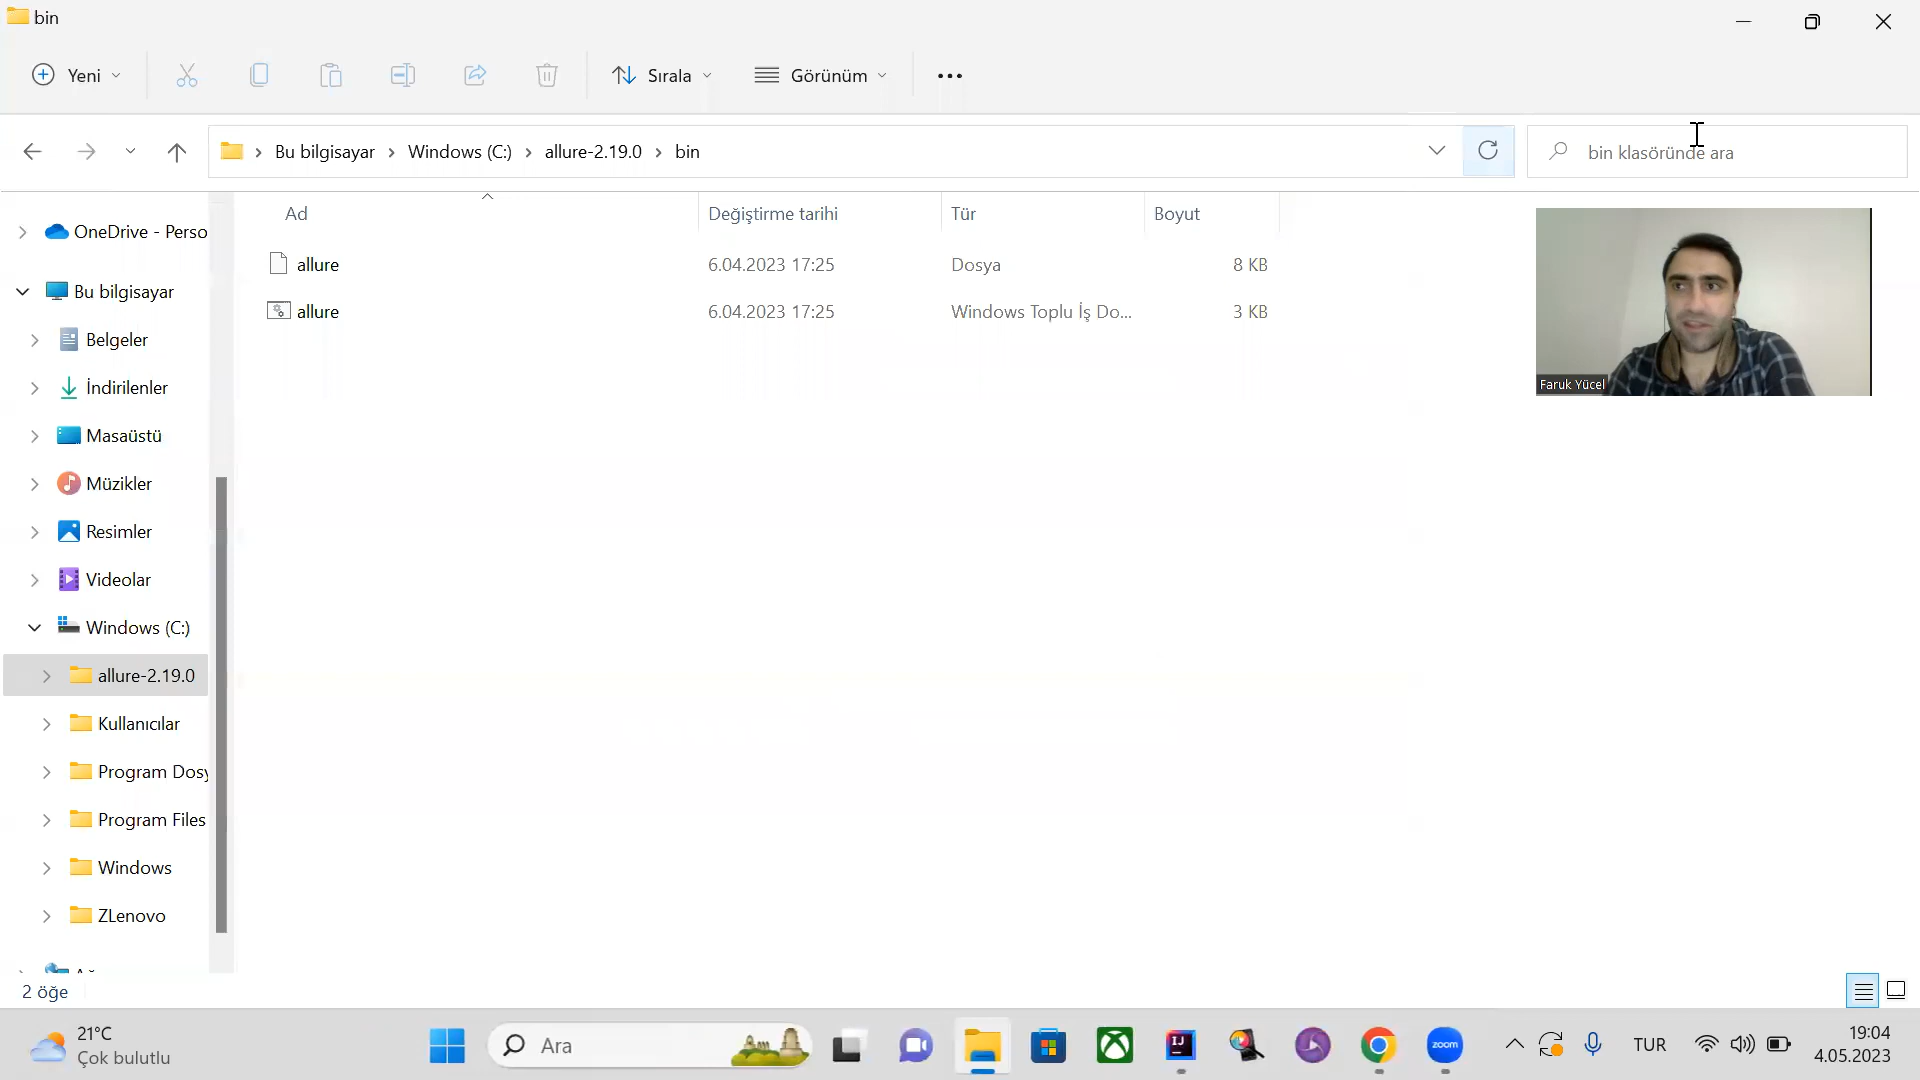 bin
Yeni
Sırala
Görünüm
Bu bilgisayar
Windows (C:)
allure-2.19.0
bin
bin klasöründe ara
Ad
Değiştirme tarihi
Tür
Boyut
allure
6.04.2023 17:25
Dosya
8 KB
allure
6.04.2023 17:25
Windows Toplu İş Do...
3 KB
OneDrive - Perso
Bu bilgisayar
Belgeler
İndirilenler
Masaüstü
Müzikler
Resimler
Videolar
Windows (C:)
allure-2.19.0
Kullanıcılar
Program Dosy
Program Files
Windows
ZLenovo
Faruk Yücel
2 öğe
21°C
Çok bulutlu
Ara
IJ
zoom
TUR
19:04
4.05.2023